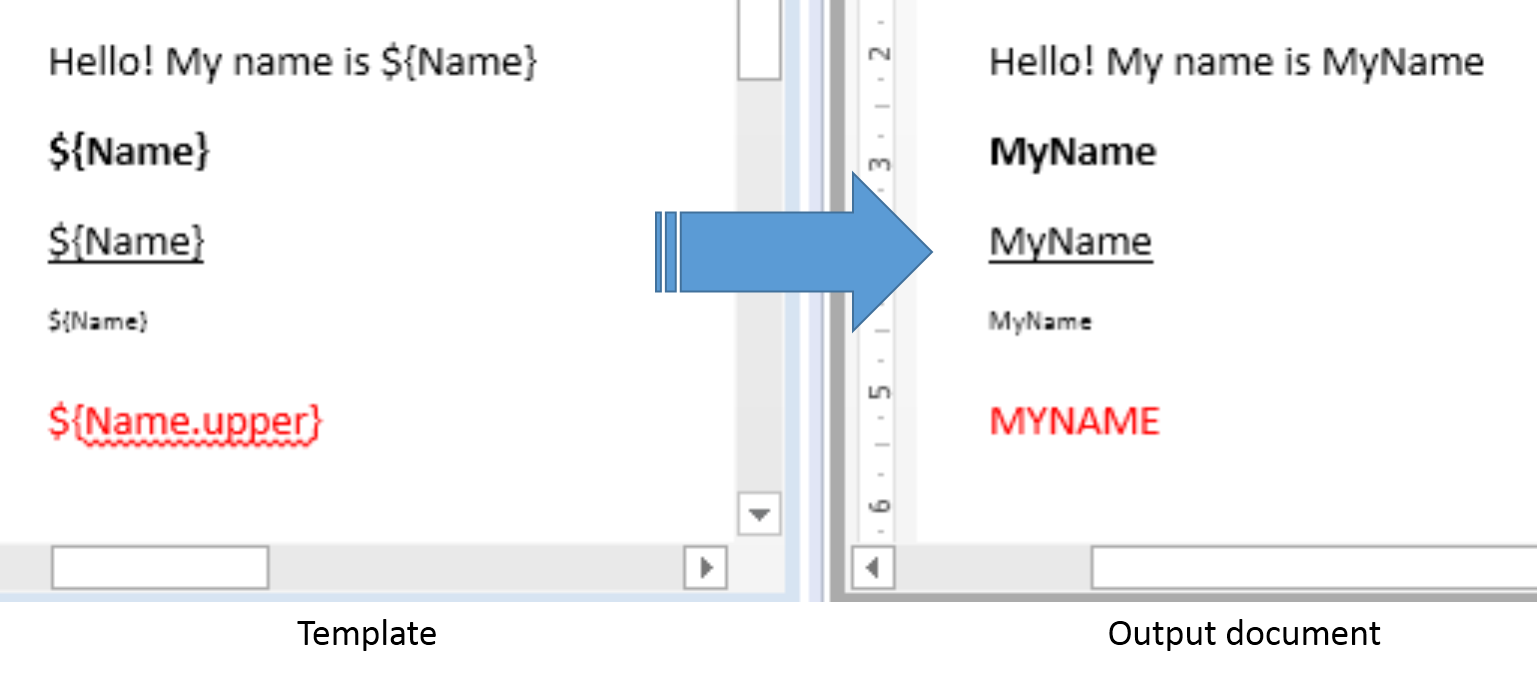 Hello! My name is ${Name}
${Name}
${Name}
${Name}
${Name.upper}
2
3
5
6
Hello! My name is MyName
MyName
MyName
MyName
MYNAME
Template
Output document